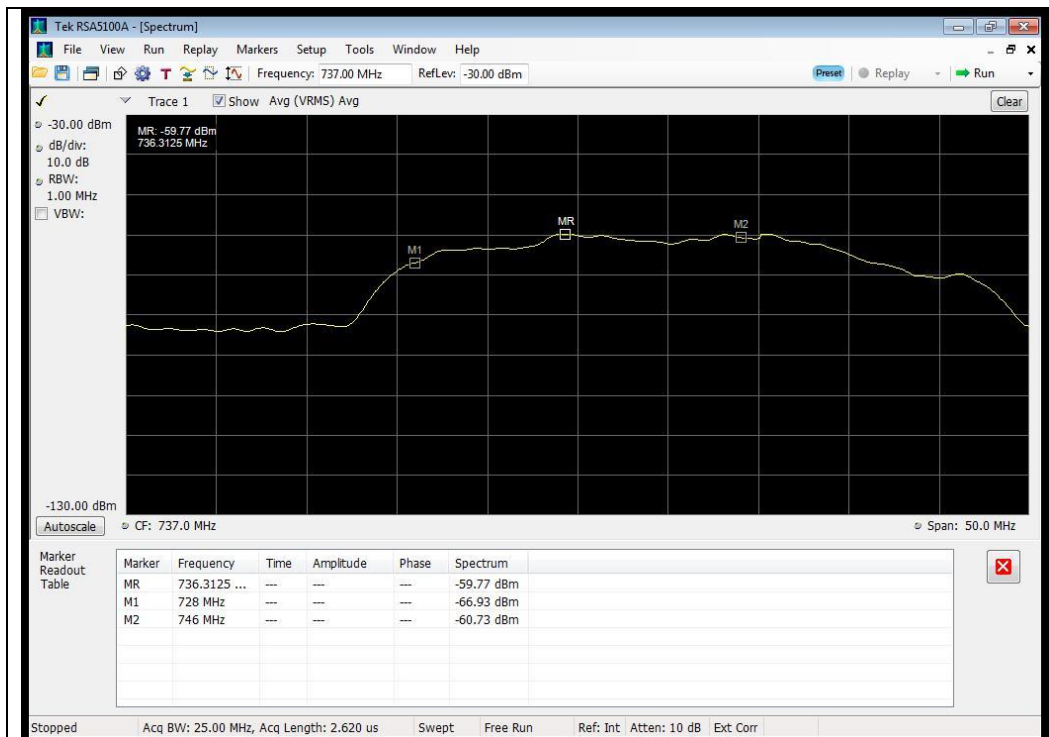 Tek RSA5100A - [Spectrum]
File View Run Replay Markers Setup Tools Window Help
Frequency: 737.00 MHz RefLev: -30.00 dBm Preset Replay Run
Trace 1 Show Avg (VRMS) Avg Clear
-30.00 dBm
dB/div:
10.0 dB
RBW:
1.00 MHz
VBW:
MR: -59.77 dBm
736.3125 MHz
M1
MR
M2
-130.00 dBm
Autoscale CF: 737.0 MHz Span: 50.0 MHz
Marker Readout Table
Marker Frequency Time Amplitude Phase Spectrum
MR 736.3125 ... --- --- --- -59.77 dBm
M1 728 MHz --- --- --- -66.93 dBm
M2 746 MHz --- --- --- -60.73 dBm
Stopped Acq BW: 25.00 MHz, Acq Length: 2.620 us Swept Free Run Ref: Int Atten: 10 dB Ext Corr